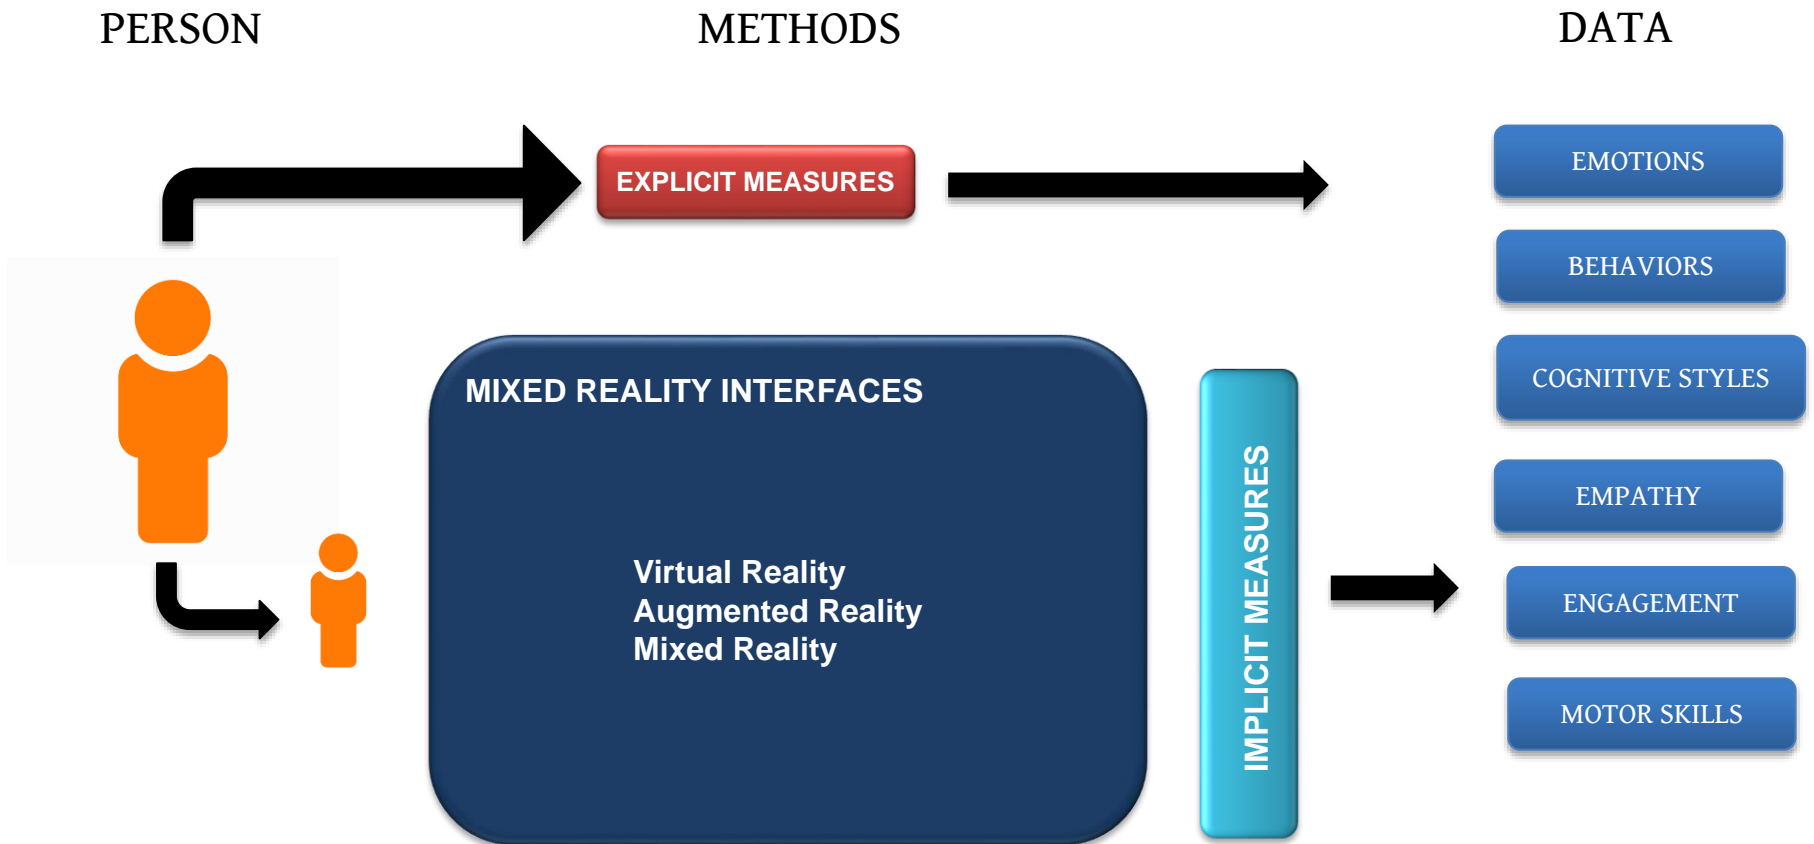 PERSON
METHODS
DATA
EXPLICIT MEASURES
EMOTIONS
BEHAVIORS
COGNITIVE STYLES
EMPATHY
ENGAGEMENT
MOTOR SKILLS
MIXED REALITY INTERFACES
Virtual Reality
Augmented Reality
Mixed Reality
IMPLICIT MEASURES